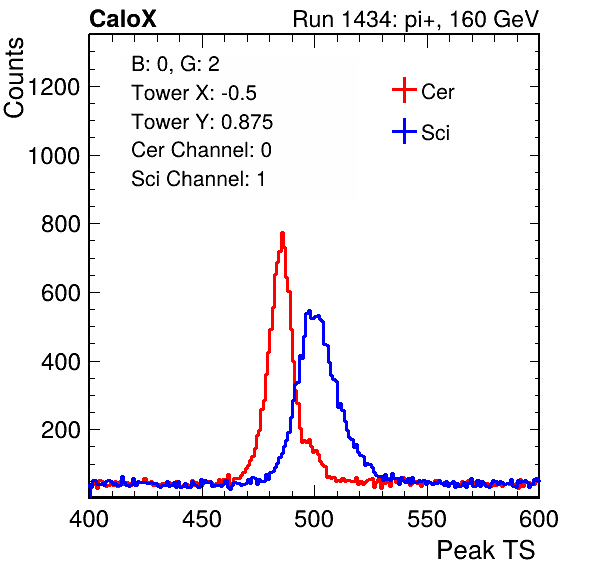 CaloX Run 1434: pi+, 160 GeV
Counts
B: 0, G: 2
Tower X: -0.5
Tower Y: 0.875
Cer Channel: 0
Sci Channel: 1
Cer
Sci
1200
1000
800
600
400
200
400 450 500 550 600
Peak TS